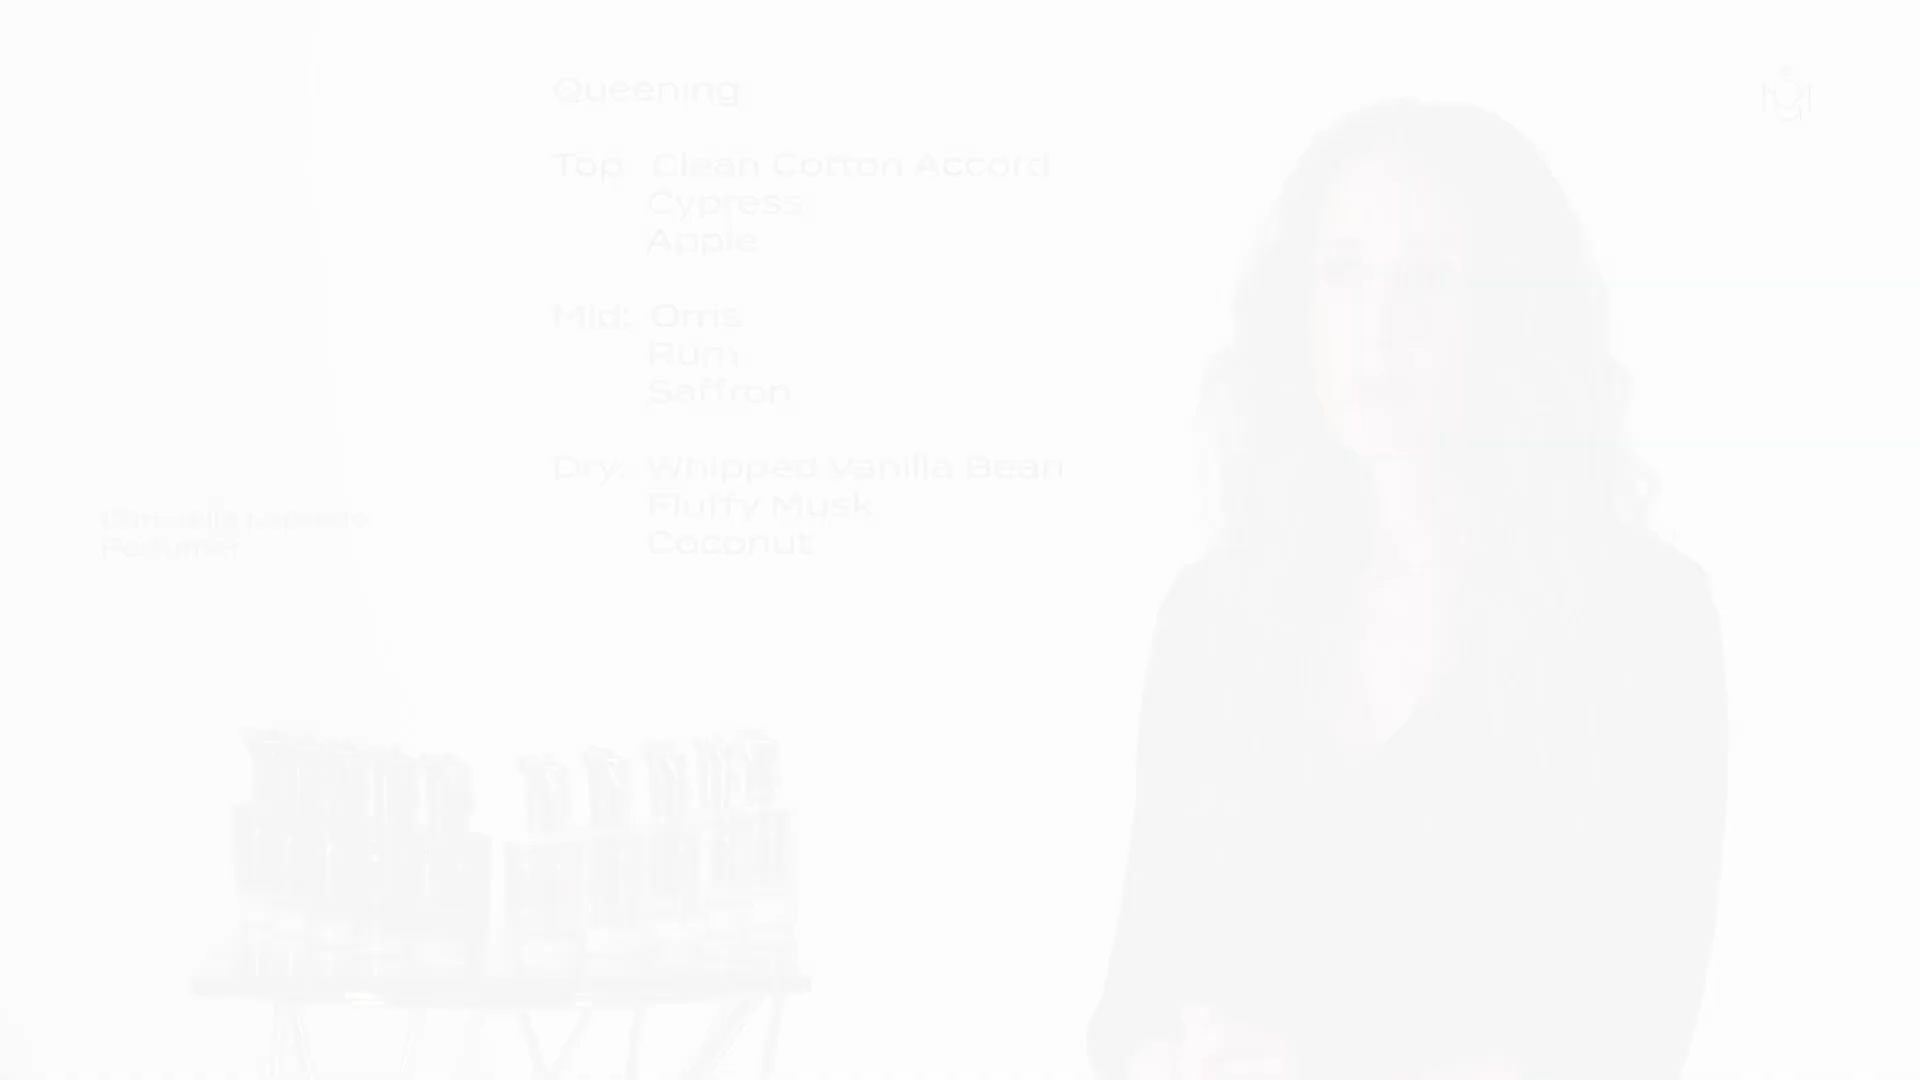 Queening
Top: Clean Cotton Accord
Cypress
Apple
Mid: Orris
Rum
Saffron
Dry: Whipped Vanilla Bean
Fluffy Musk
Coconut
Perfumer